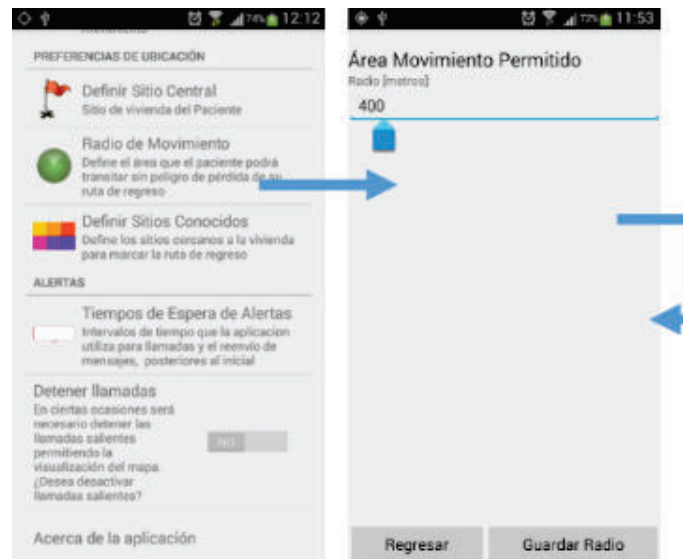 74% 12:12
PREFERENCIAS DE UBICACIÓN
Definir Sitio Central
Sitio de vivienda del Paciente
Radio de Movimiento
Define el área que el paciente podrá
transitar sin peligro de pérdida de su
ruta de regreso
Definir Sitios Conocidos
Define los sitios cercanos a la vivienda
para marcar la ruta de regreso
ALERTAS
Tiempos de Espera de Alertas
Intervalos de tiempo que la aplicacion
utiliza para llamadas y el reenvío de
mensajes, posteriores al inicial
Detener llamadas
En ciertas ocasiones será
necesario detener las
llamadas salientes
permitiendo la
visualización del mapa.
¿Desea desactivar
llamadas salientes?
NO
Acerca de la aplicación
72% 11:53
Área Movimiento Permitido
Radio [metros]
400
Regresar
Guardar Radio